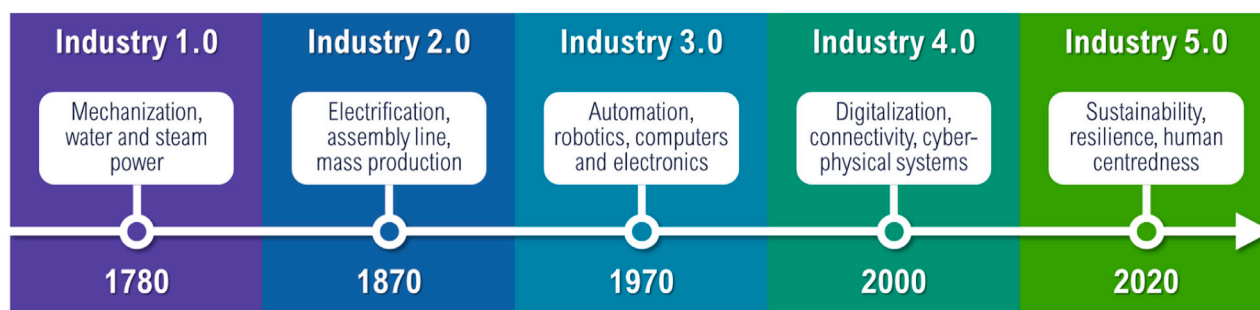 Industry 1.0
Industry 2.0
Industry 3.0
Industry 4.0
Industry 5.0
Mechanization,
water and steam
power
Electrification,
assembly line,
mass production
Automation,
robotics, computers
and electronics
Digitalization,
connectivity, cyber-
physical systems
Sustainability,
resilience, human
centredness
1780
1870
1970
2000
2020